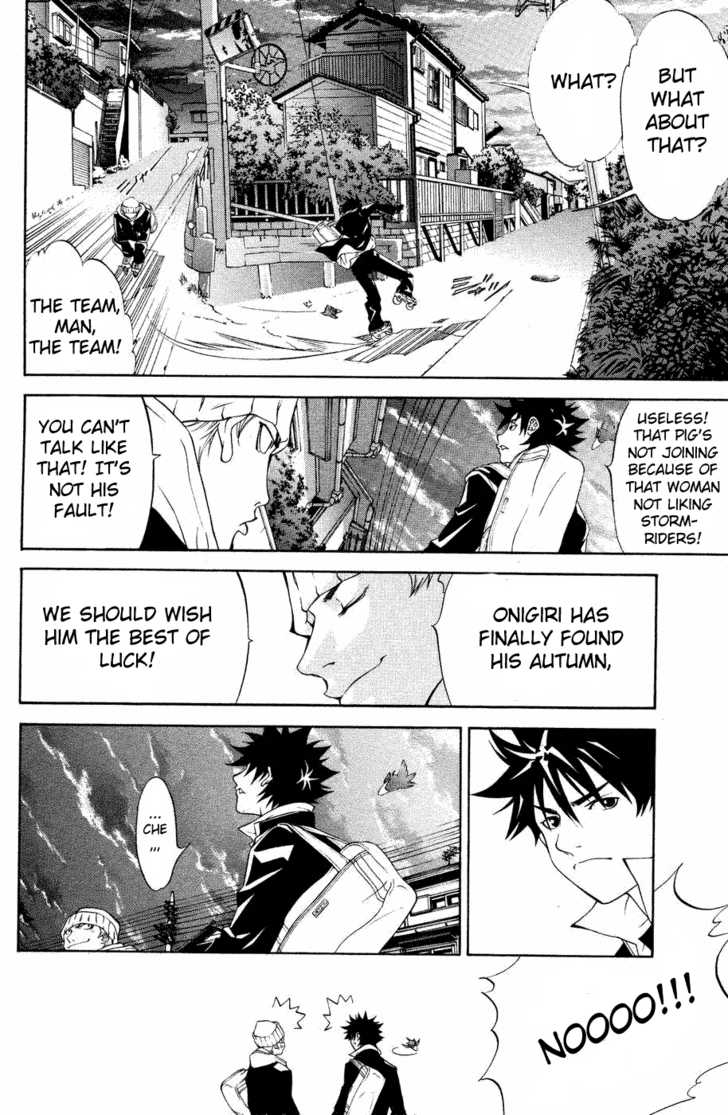 BUT
WHAT
ABOUT
THAT?
WHAT?
THE TEAM,
MAN,
THE TEAM!
USELESS!
THAT PIG'S
NOT JOINING
BECAUSE OF
THAT WOMAN
NOT LIKING
STORM-
RIDERS!
YOU CAN'T
TALK LIKE
THAT! IT'S
NOT HIS
FAULT!
ONIGIRI HAS
FINALLY FOUND
HIS AUTUMN,
WE SHOULD WISH
HIM THE BEST OF
LUCK!
...
CHE
,,,
NOOOO!!!